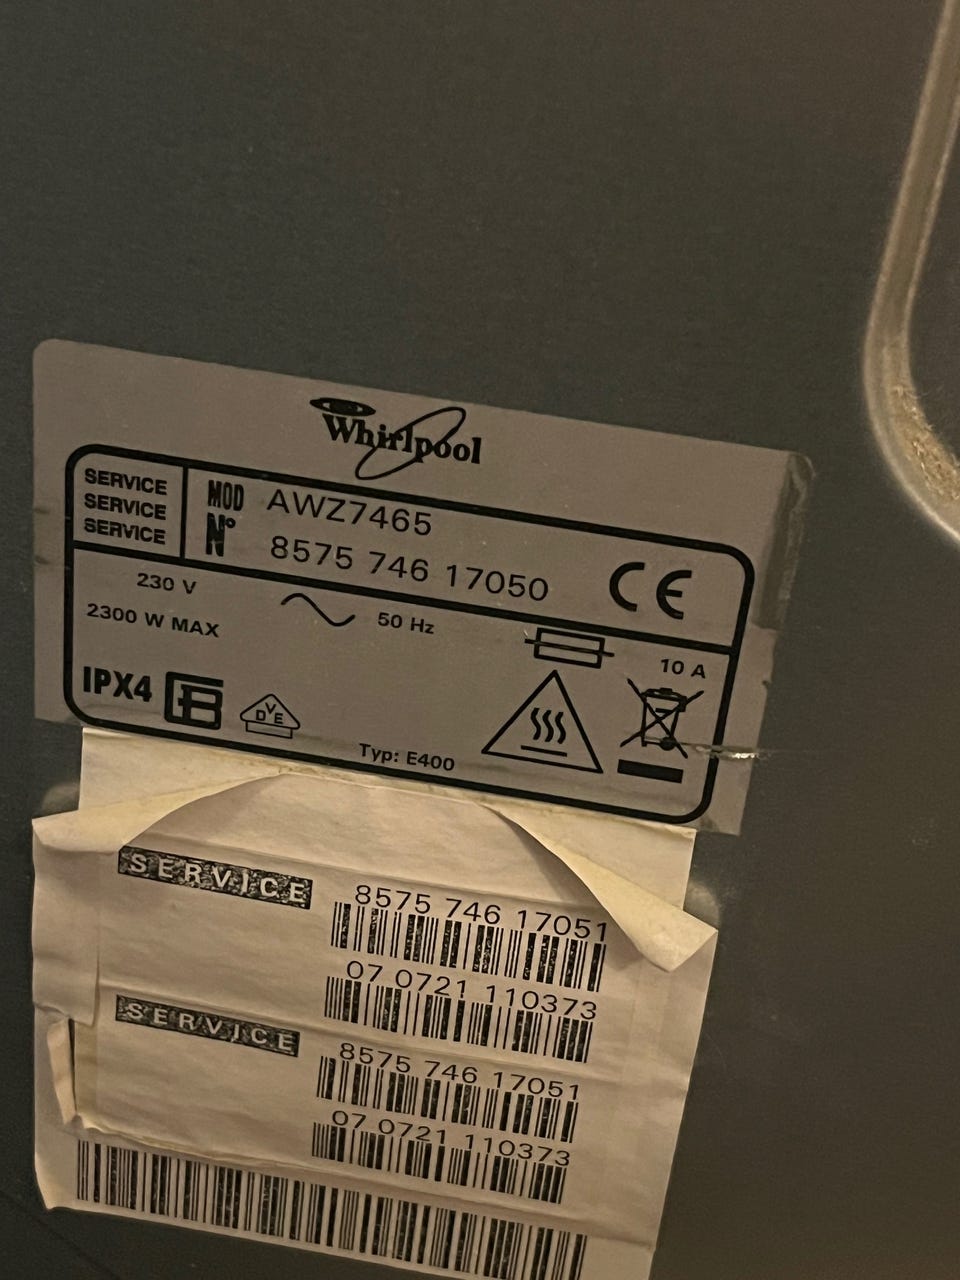 Whirlpool
SERVICE
SERVICE
SERVICE
MOD AWZ7465
N° 8575 746 17050
CE
230 V
50 Hz
2300 W MAX
10 A
IPX4
DVE
Typ: E400
SERVICE
8575 746 17051
07 0721 110373
SERVICE
8575 746 17051
07 0721 110373